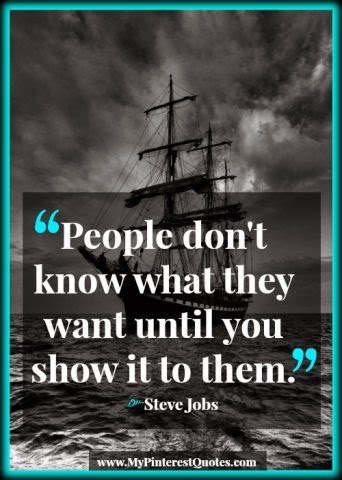 “People don't
know what they
want until you
show it to them.”
Steve Jobs
www.MyPinterestQuotes.com